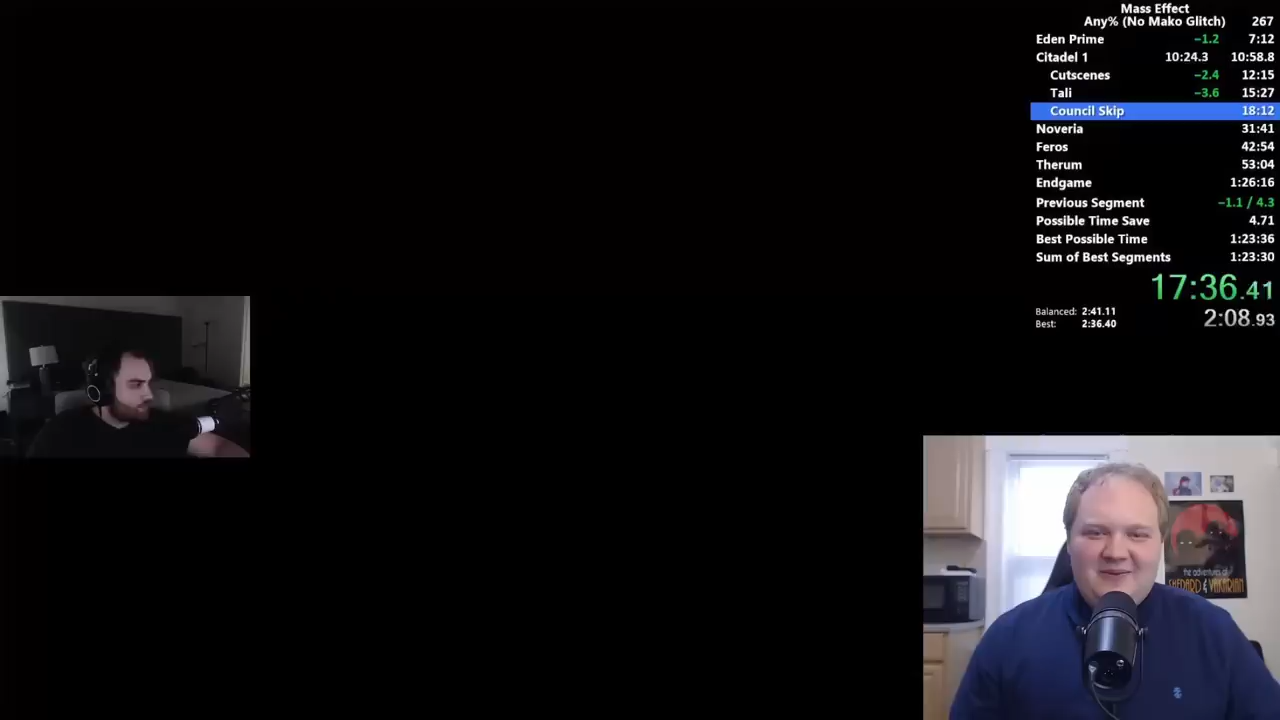 Mass Effect
Any% (No Mako Glitch) 267
Eden Prime −1.2 7:12
Citadel 1 10:24.3 10:58.8
Cutscenes −2.4 12:15
Tali −3.6 15:27
Council Skip 18:12
Noveria 31:41
Feros 42:54
Therum 53:04
Endgame 1:26:16
Previous Segment −1.1 / 4.3
Possible Time Save 4.71
Best Possible Time 1:23:36
Sum of Best Segments 1:23:30
17:36.41
Balanced: 2:41.11
Best: 2:36.40
2:08.93
the adventures of
SHEPARD & VAKARIAN